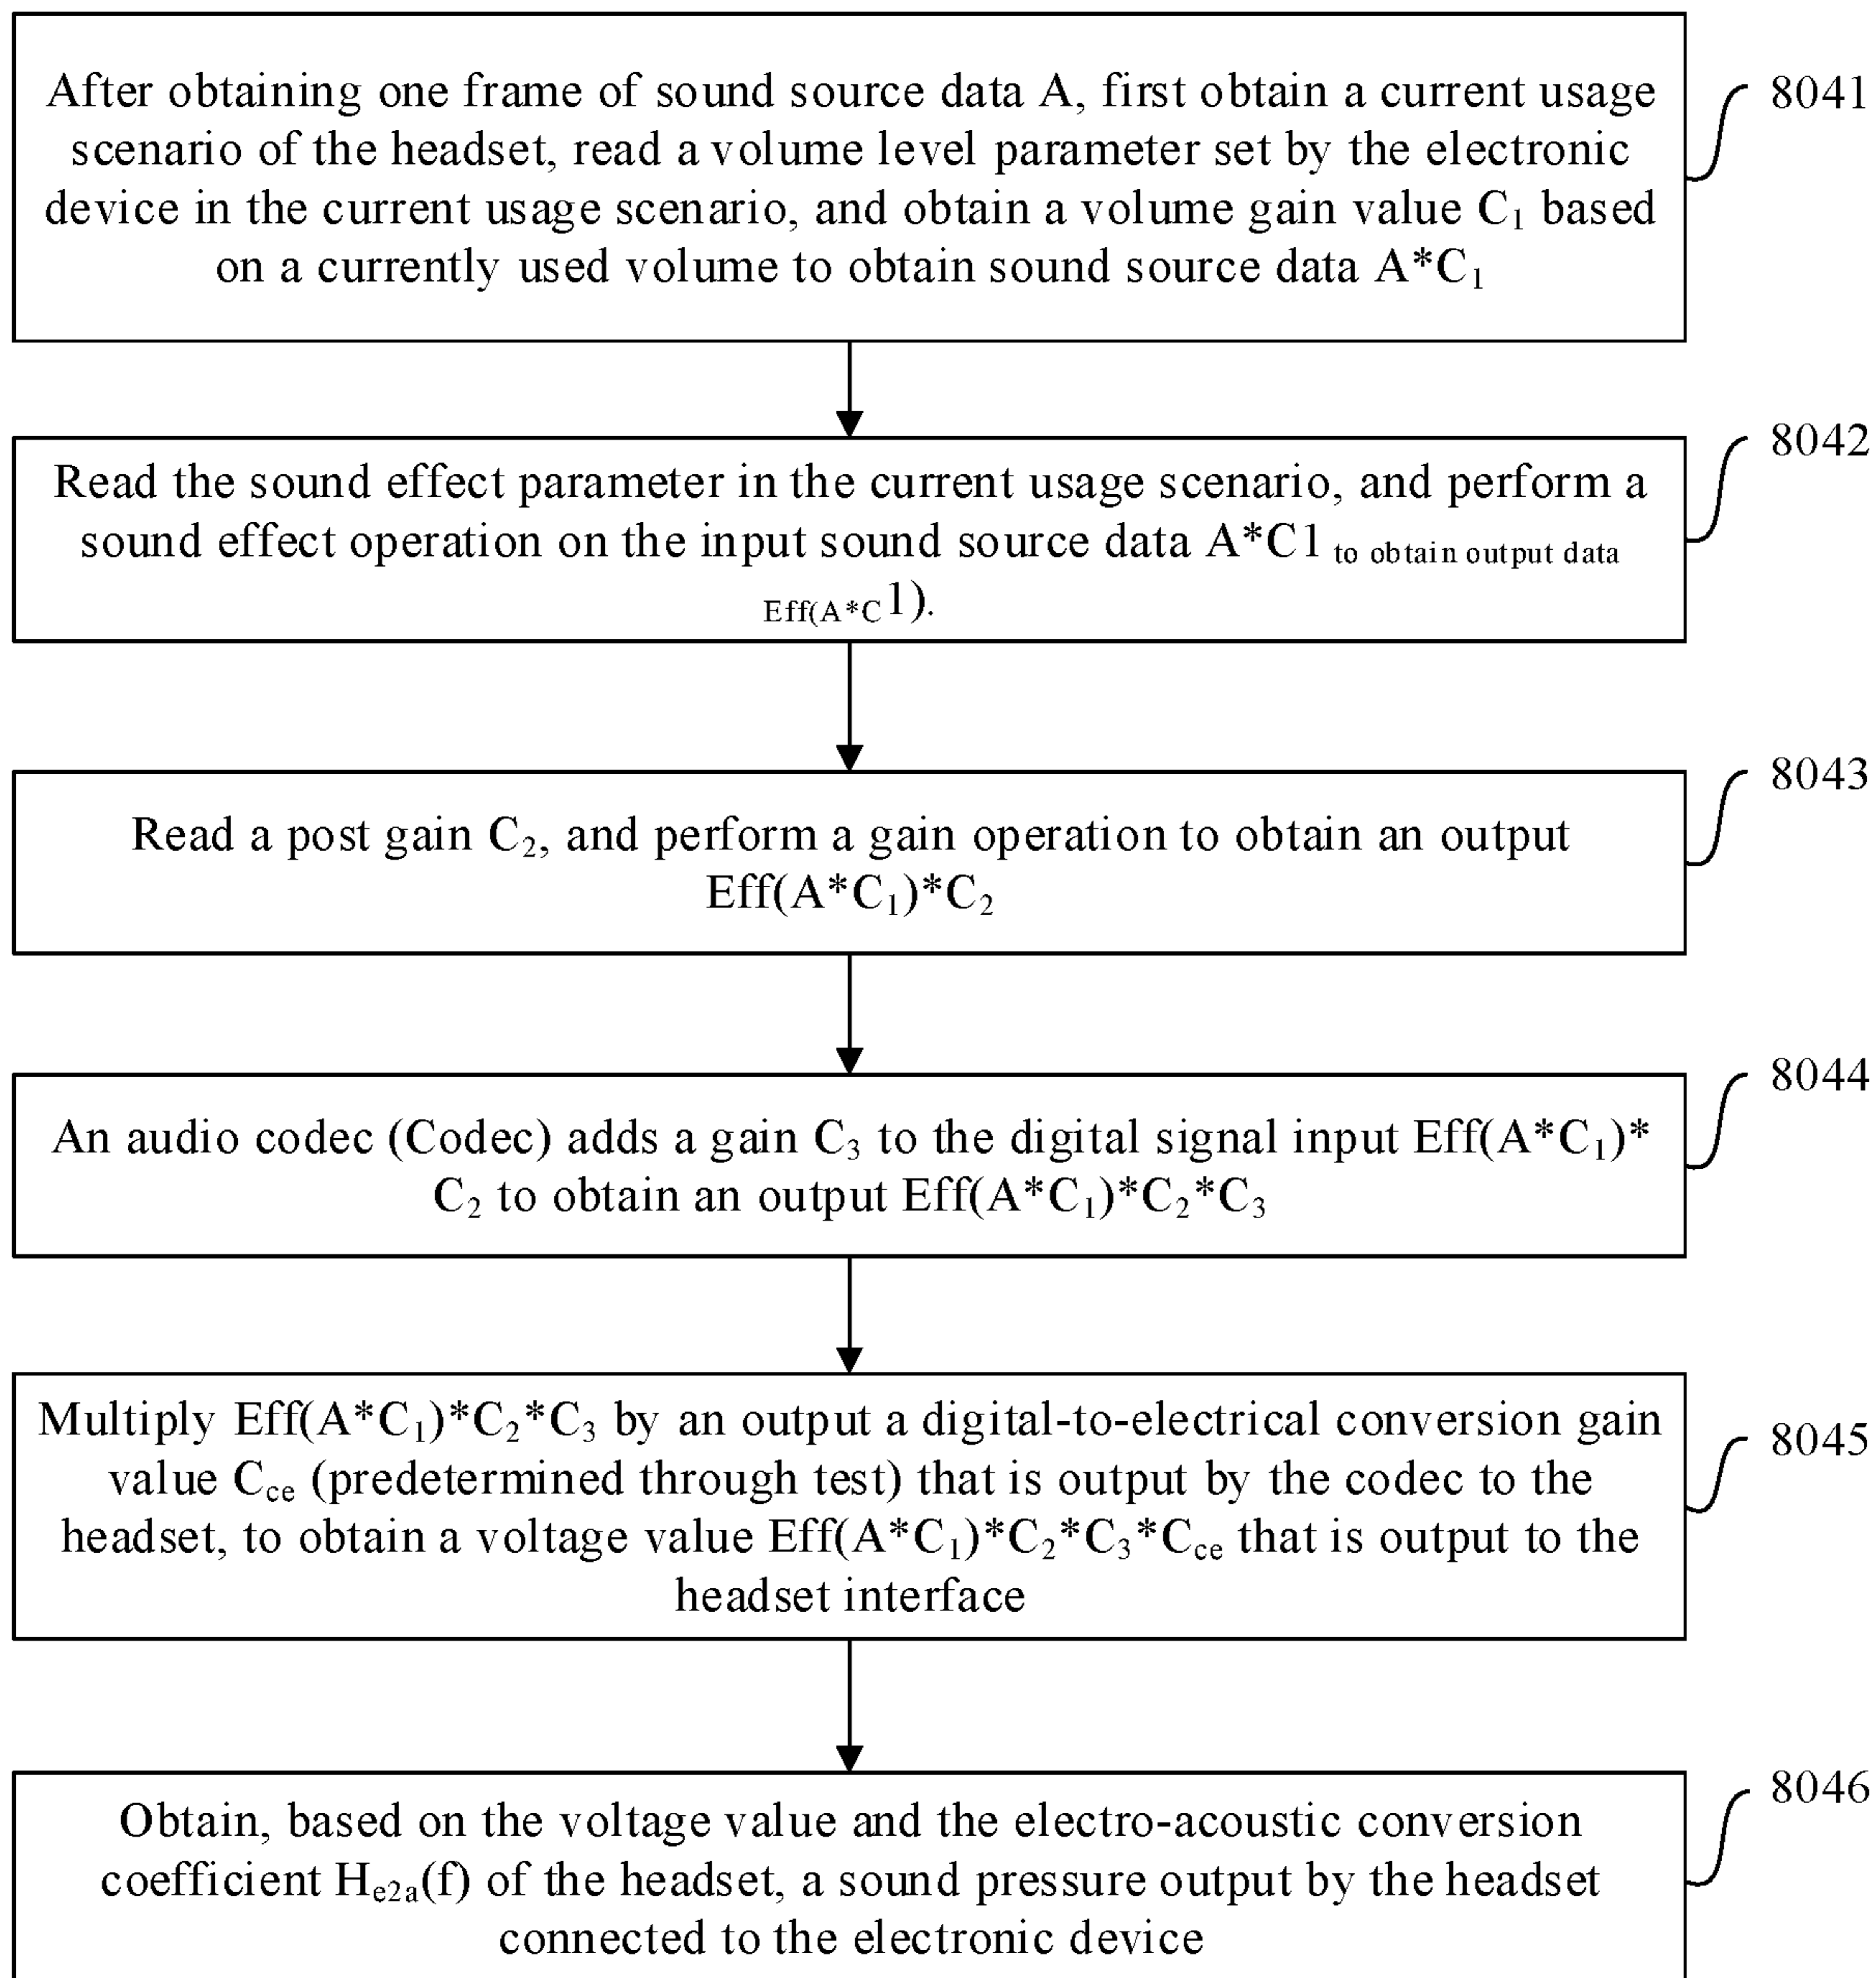 After obtaining one frame of sound source data A, first obtain a current usage
scenario of the headset, read a volume level parameter set by the electronic
device in the current usage scenario, and obtain a volume gain value C₁ based
on a currently used volume to obtain sound source data A*C₁
8041
Read the sound effect parameter in the current usage scenario, and perform a
sound effect operation on the input sound source data A*C1 to obtain output data
Eff(A*C1).
8042
Read a post gain C₂, and perform a gain operation to obtain an output
Eff(A*C₁)*C₂
8043
An audio codec (Codec) adds a gain C₃ to the digital signal input Eff(A*C₁)*
C₂ to obtain an output Eff(A*C₁)*C₂*C₃
8044
Multiply Eff(A*C₁)*C₂*C₃ by an output a digital-to-electrical conversion gain
value Cce (predetermined through test) that is output by the codec to the
headset, to obtain a voltage value Eff(A*C₁)*C₂*C₃*Cce that is output to the
headset interface
8045
Obtain, based on the voltage value and the electro-acoustic conversion
coefficient He2a(f) of the headset, a sound pressure output by the headset
connected to the electronic device
8046